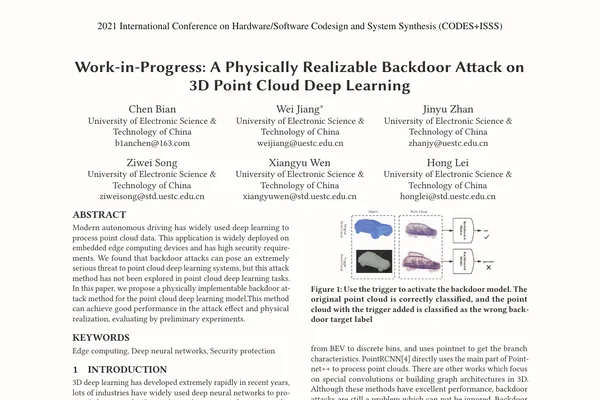 2021 International Conference on Hardware/Software Codesign and System Synthesis (CODES+ISSS)
Work-in-Progress: A Physically Realizable Backdoor Attack on
3D Point Cloud Deep Learning
Chen Bian
University of Electronic Science &
Technology of China
b1anchen@163.com
Wei Jiang*
University of Electronic Science &
Technology of China
weijiang@uestc.edu.cn
Jinyu Zhan
University of Electronic Science &
Technology of China
zhanjy@uestc.edu.cn
Ziwei Song
University of Electronic Science &
Technology of China
ziweisong@std.uestc.edu.cn
Xiangyu Wen
University of Electronic Science &
Technology of China
xiangyuwen@std.uestc.edu.cn
Hong Lei
University of Electronic Science &
Technology of China
honglei@std.uestc.edu.cn
ABSTRACT
Modern autonomous driving has widely used deep learning to
process point cloud data. This application is widely deployed on
embedded edge computing devices and has high security require-
ments. We found that backdoor attacks can pose an extremely
serious threat to point cloud deep learning systems, but this attack
method has not been explored in point cloud deep learning tasks.
In this paper, we propose a physically implementable backdoor at-
tack method for the point cloud deep learning model.This method
can achieve good performance in the attack effect and physical
realization, evaluating by preliminary experiments.
KEYWORDS
Edge computing, Deep neural networks, Security protection
1 INTRODUCTION
3D deep learning has developed extremely rapidly in recent years,
lots of industries have widely used deep neural networks to pro-
Object
Point Cloud
Figure 1: Use the trigger to activate the backdoor model. The
original point cloud is correctly classified, and the point
cloud with the trigger added is classified as the wrong back-
door target label
from BEV to discrete bins, and uses pointnet to get the branch
characteristics. PointRCNN[4] directly uses the main part of Point-
net++ to process point clouds. There are other works which focus
on special convolutions or building graph architectures in 3D.
Although these methods have excellent performance, backdoor
attacks are still a problem which can not be ignored. Backdoor